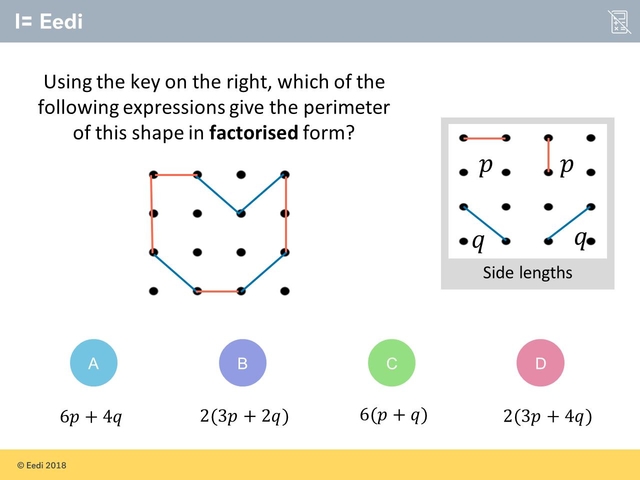 Eedi
Using the key on the right, which of the
following expressions give the perimeter
of this shape in factorised form?
p p
q q
Side lengths
A B C D
6p + 4q 2(3p + 2q) 6(p + q) 2(3p + 4q)
© Eedi 2018